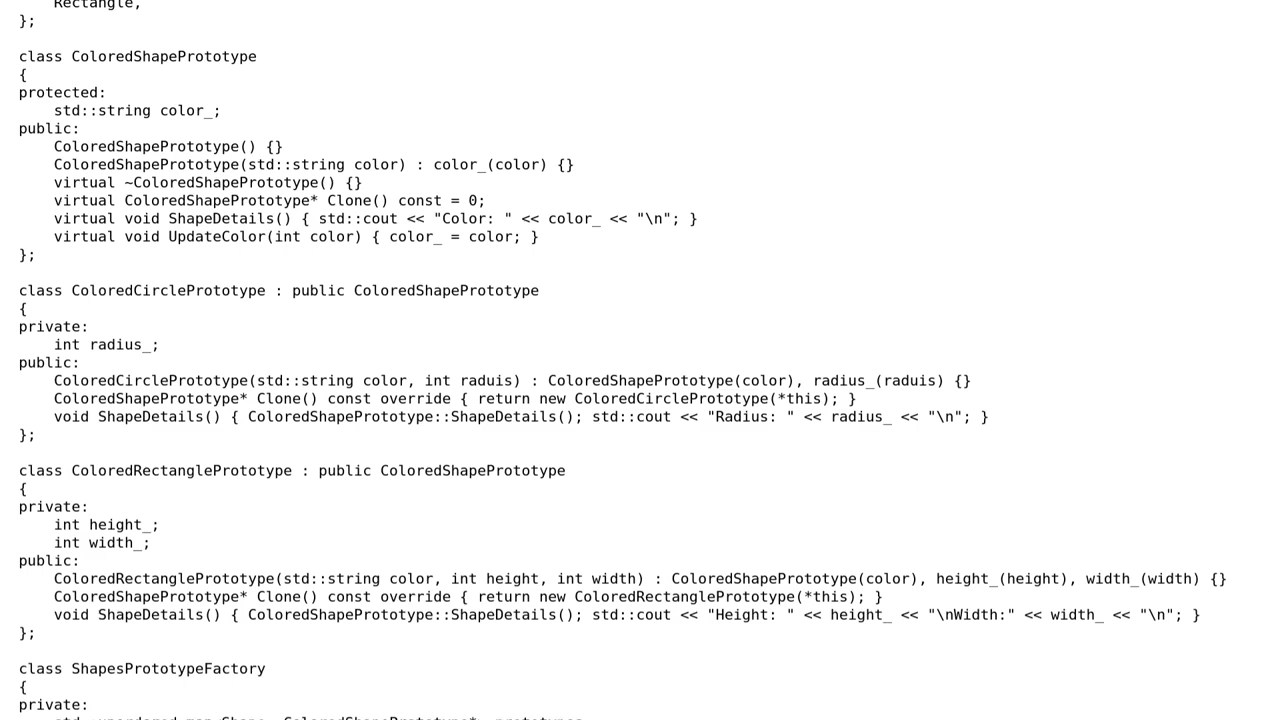 Rectangle,
};
class ColoredShapePrototype
{
protected:
    std::string color_;
public:
    ColoredShapePrototype() {}
    ColoredShapePrototype(std::string color) : color_(color) {}
    virtual ~ColoredShapePrototype() {}
    virtual ColoredShapePrototype* Clone() const = 0;
    virtual void ShapeDetails() { std::cout << "Color: " << color_ << "\n"; }
    virtual void UpdateColor(int color) { color_ = color; }
};
class ColoredCirclePrototype : public ColoredShapePrototype
{
private:
    int radius_;
public:
    ColoredCirclePrototype(std::string color, int raduis) : ColoredShapePrototype(color), radius_(raduis) {}
    ColoredShapePrototype* Clone() const override { return new ColoredCirclePrototype(*this); }
    void ShapeDetails() { ColoredShapePrototype::ShapeDetails(); std::cout << "Radius: " << radius_ << "\n"; }
};
class ColoredRectanglePrototype : public ColoredShapePrototype
{
private:
    int height_;
    int width_;
public:
    ColoredRectanglePrototype(std::string color, int height, int width) : ColoredShapePrototype(color), height_(height), width_(width) {}
    ColoredShapePrototype* Clone() const override { return new ColoredRectanglePrototype(*this); }
    void ShapeDetails() { ColoredShapePrototype::ShapeDetails(); std::cout << "Height: " << height_ << "\nWidth:" << width_ << "\n"; }
};
class ShapesPrototypeFactory
{
private: